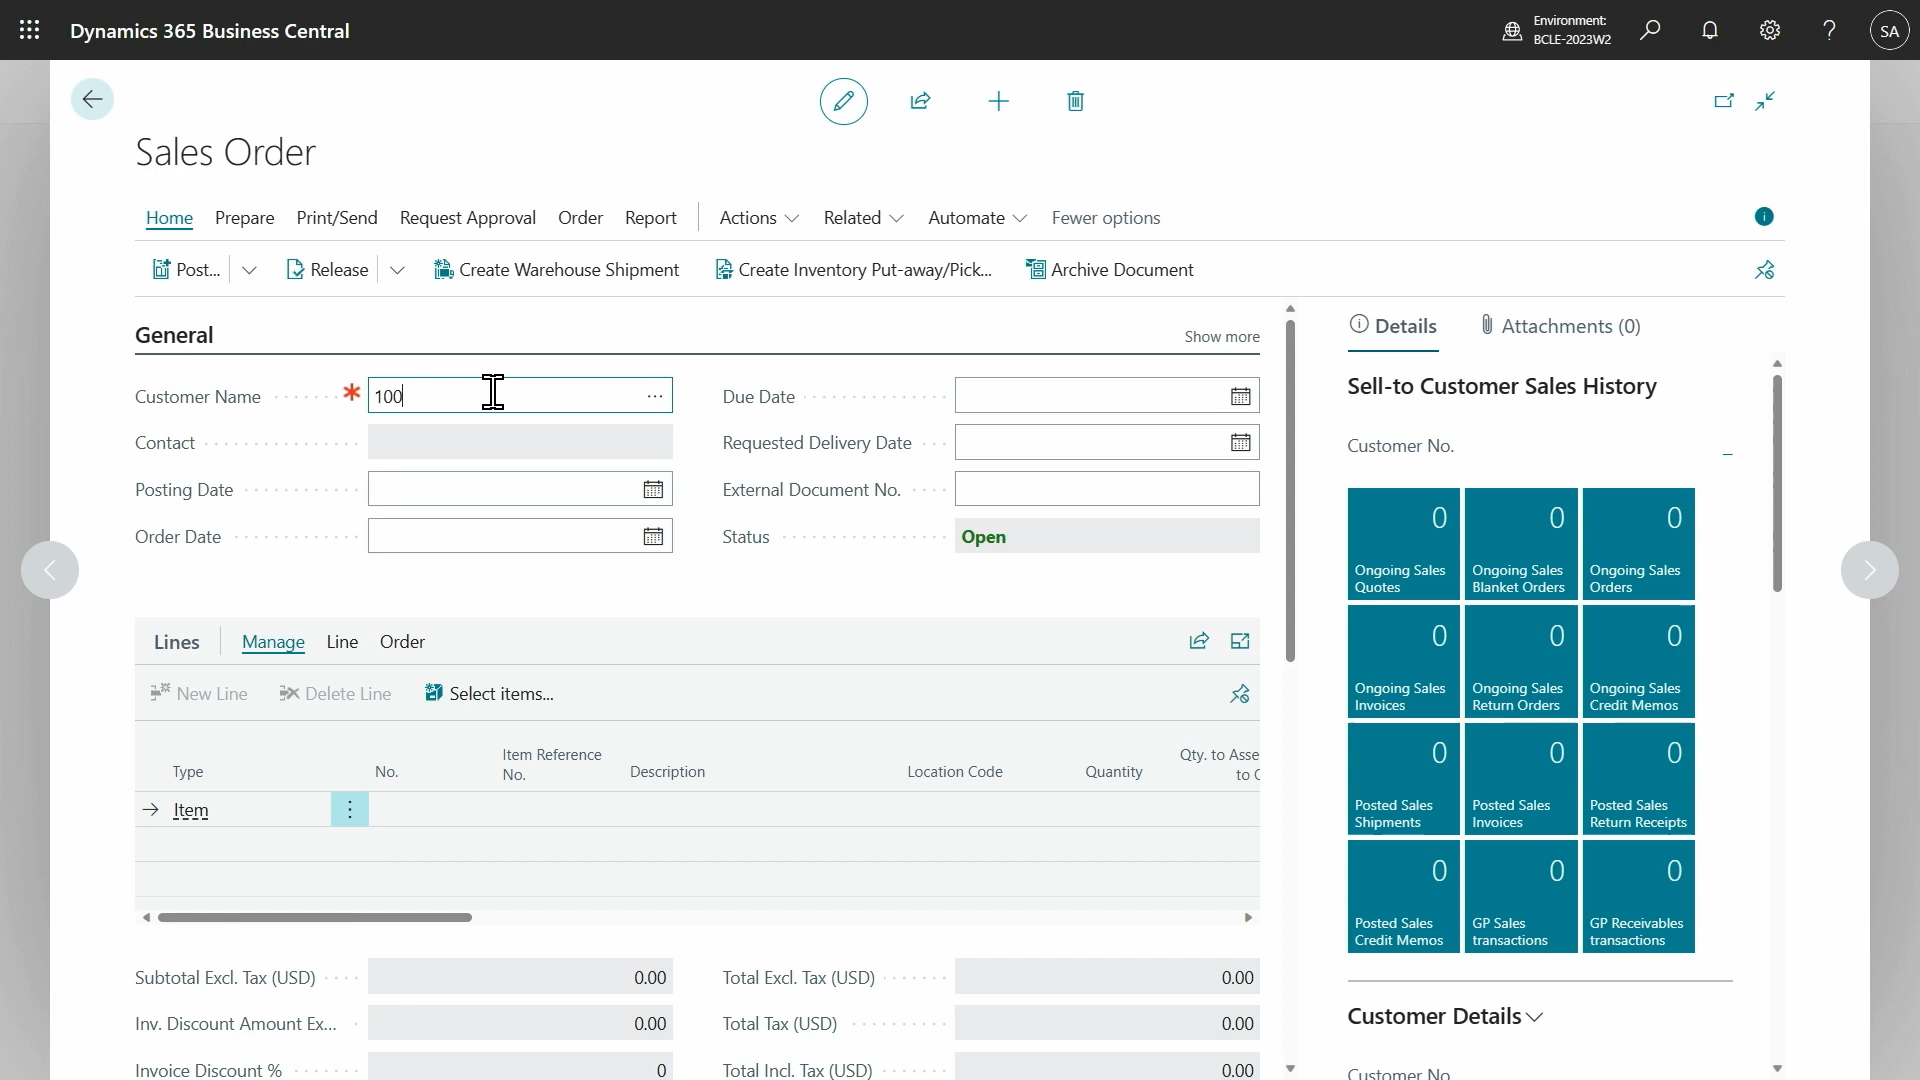 Dynamics 365 Business Central
Environment:
BCLE-2023W2
?
SA
Sales Order
Home Prepare Print/Send Request Approval Order Report Actions Related Automate Fewer options
Post... Release Create Warehouse Shipment Create Inventory Put-away/Pick... Archive Document
General
Show more
Customer Name * 100 ...
Contact
Posting Date
Order Date
Due Date
Requested Delivery Date
External Document No.
Status Open
Lines Manage Line Order
New Line Delete Line Select items...
Type
No.
Item Reference
No.
Description
Location Code
Quantity
Qty. to Asse
to
Item
Subtotal Excl. Tax (USD) 0.00
Inv. Discount Amount Ex... 0.00
Invoice Discount % 0
Total Excl. Tax (USD) 0.00
Total Tax (USD) 0.00
Total Incl. Tax (USD) 0.00
Details Attachments (0)
Sell-to Customer Sales History
Customer No. _
0
Ongoing Sales
Quotes
0
Ongoing Sales
Blanket Orders
0
Ongoing Sales
Orders
0
Ongoing Sales
Invoices
0
Ongoing Sales
Return Orders
0
Ongoing Sales
Credit Memos
0
Posted Sales
Shipments
0
Posted Sales
Invoices
0
Posted Sales
Return Receipts
0
Posted Sales
Credit Memos
0
GP Sales
transactions
0
GP Receivables
transactions
Customer Details
Customer No.